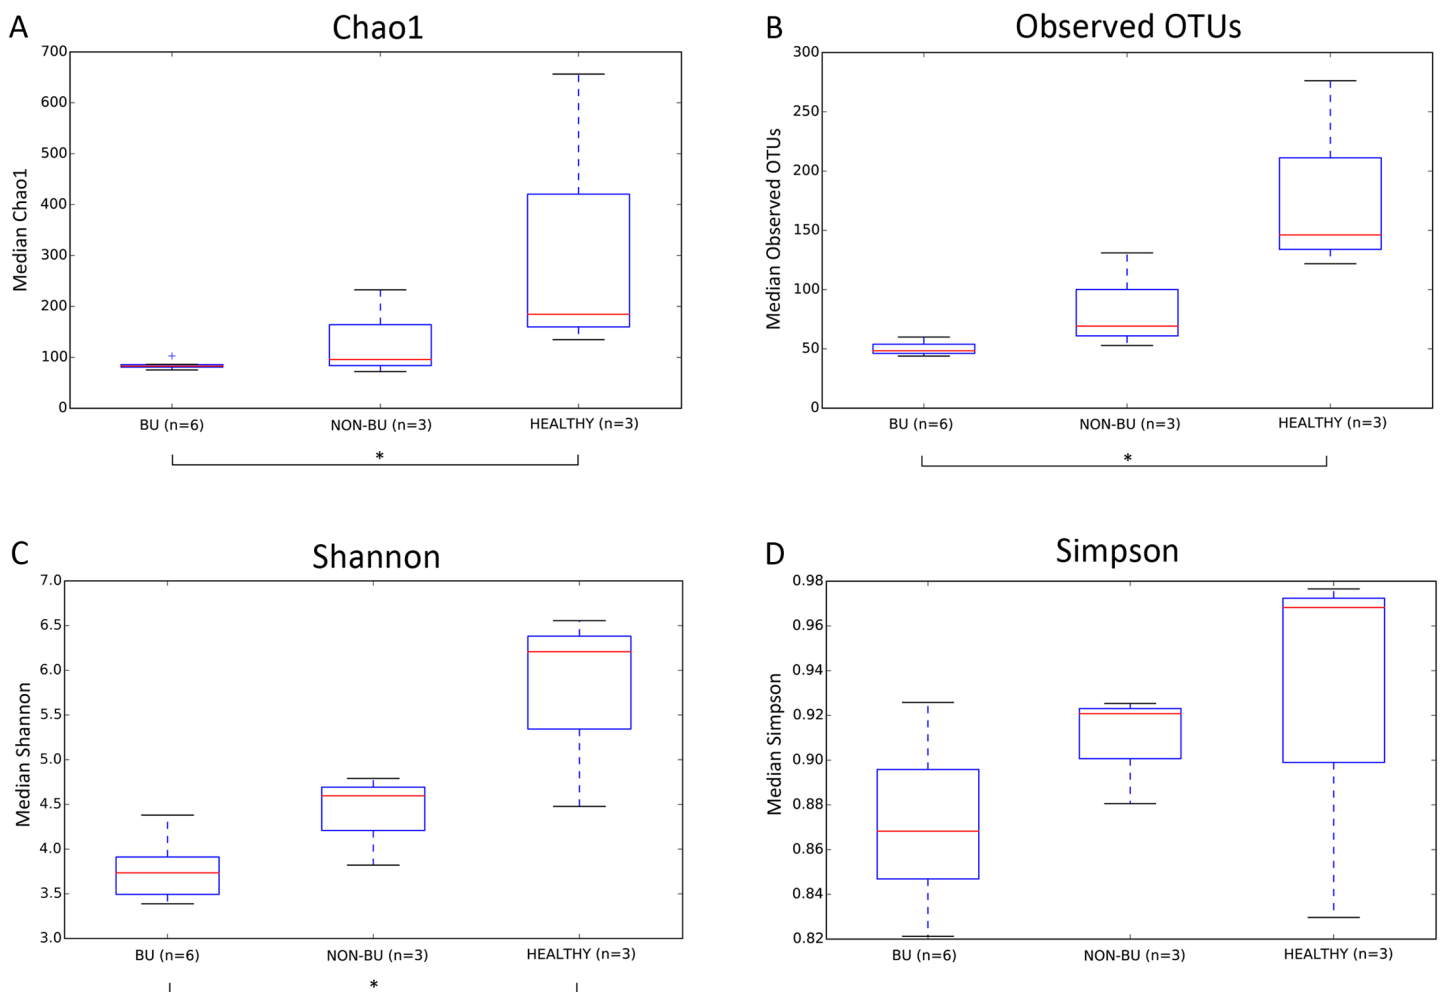 A
Chao1
700
600
500
400
300
200
100
0
Median Chao1
BU (n=6)
NON-BU (n=3)
HEALTHY (n=3)
*
B
Observed OTUs
300
250
200
150
100
50
0
Median Observed OTUs
BU (n=6)
NON-BU (n=3)
HEALTHY (n=3)
*
C
Shannon
7.0
6.5
6.0
5.5
5.0
4.5
4.0
3.5
3.0
Median Shannon
BU (n=6)
NON-BU (n=3)
HEALTHY (n=3)
*
D
Simpson
0.98
0.96
0.94
0.92
0.90
0.88
0.86
0.84
0.82
Median Simpson
BU (n=6)
NON-BU (n=3)
HEALTHY (n=3)